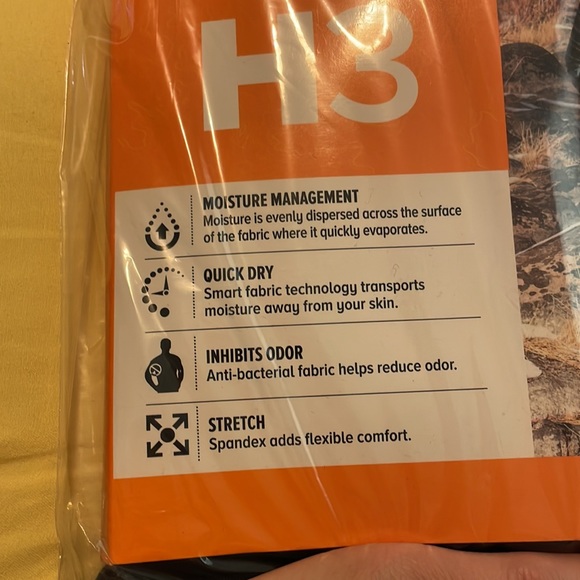 H3
MOISTURE MANAGEMENT
Moisture is evenly dispersed across the surface
of the fabric where it quickly evaporates.
QUICK DRY
Smart fabric technology transports
moisture away from your skin.
INHIBITS ODOR
Anti-bacterial fabric helps reduce odor.
STRETCH
Spandex adds flexible comfort.